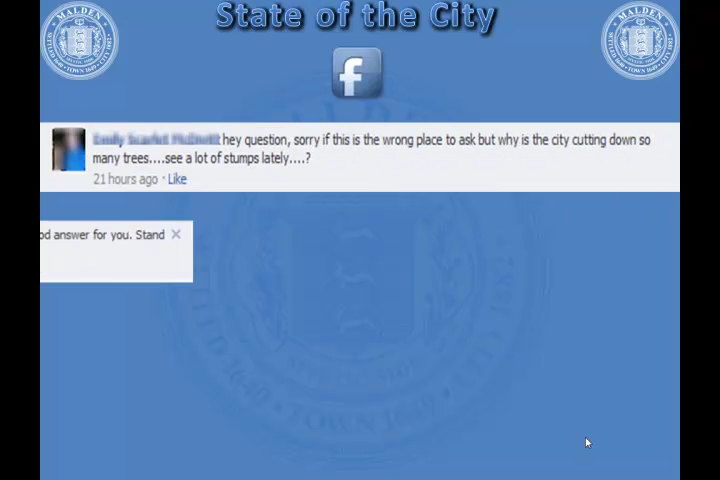 State of the City
MALDEN
MALDEN
f
hey question, sorry if this is the wrong place to ask but why is the city cutting down so
many trees....see a lot of stumps lately....?
21 hours ago · Like
od answer for you. Stand ×